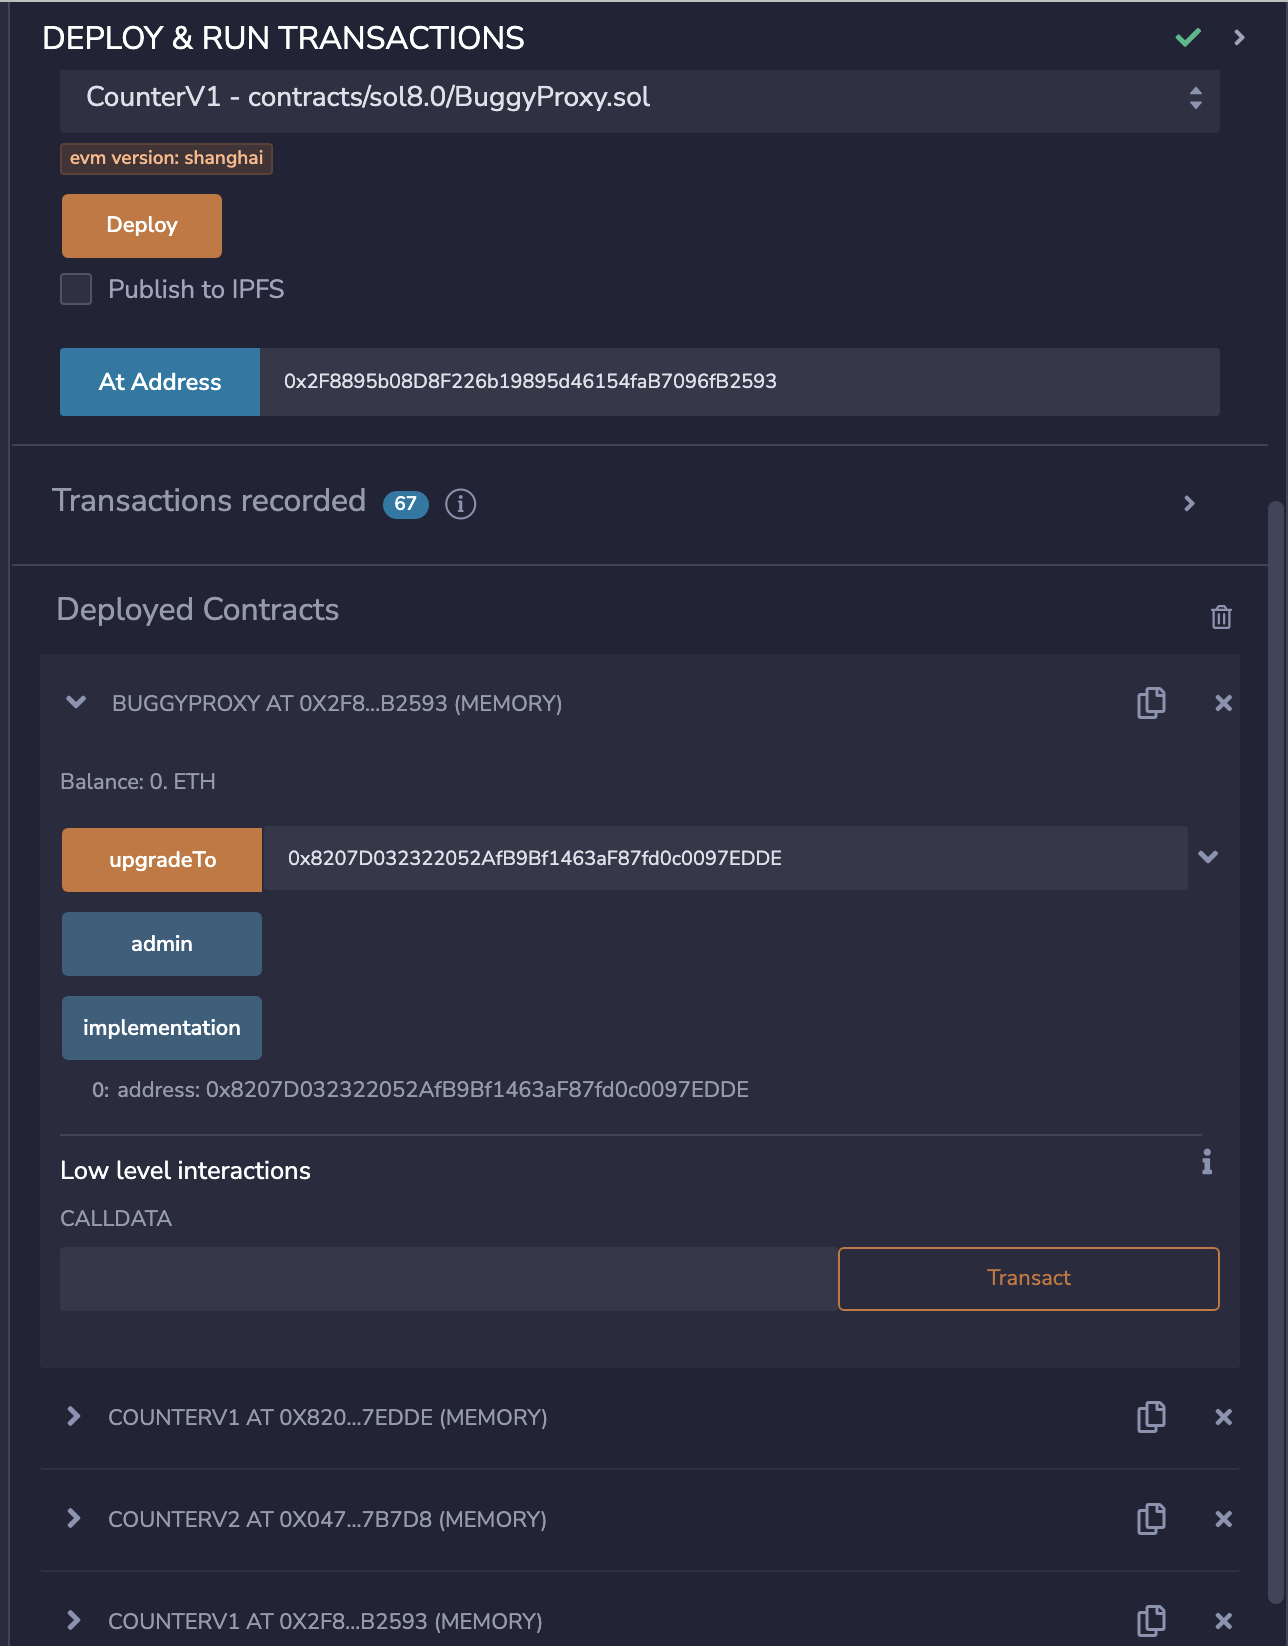 DEPLOY & RUN TRANSACTIONS
CounterV1 - contracts/sol8.0/BuggyProxy.sol
evm version: shanghai
Deploy
Publish to IPFS
At Address 0x2F8895b08D8F226b19895d46154faB7096fB2593
Transactions recorded 67 i
Deployed Contracts
BUGGYPROXY AT 0X2F8...B2593 (MEMORY)
Balance: 0. ETH
upgradeTo 0x8207D032322052AfB9Bf1463aF87fd0c0097EDDE
admin
implementation
0: address: 0x8207D032322052AfB9Bf1463aF87fd0c0097EDDE
Low level interactions i
CALLDATA
Transact
COUNTERV1 AT 0X820...7EDDE (MEMORY)
COUNTERV2 AT 0X047...7B7D8 (MEMORY)
COUNTERV1 AT 0X2F8...B2593 (MEMORY)